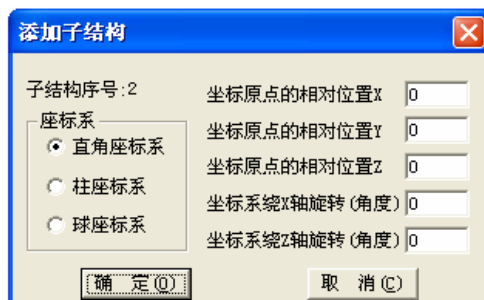 添加子结构
子结构序号:2
座标系
直角座标系
柱座标系
球座标系
坐标原点的相对位置X 0
坐标原点的相对位置Y 0
坐标原点的相对位置Z 0
坐标系绕X轴旋转(角度) 0
坐标系绕Z轴旋转(角度) 0
确 定(O) 取 消(C)